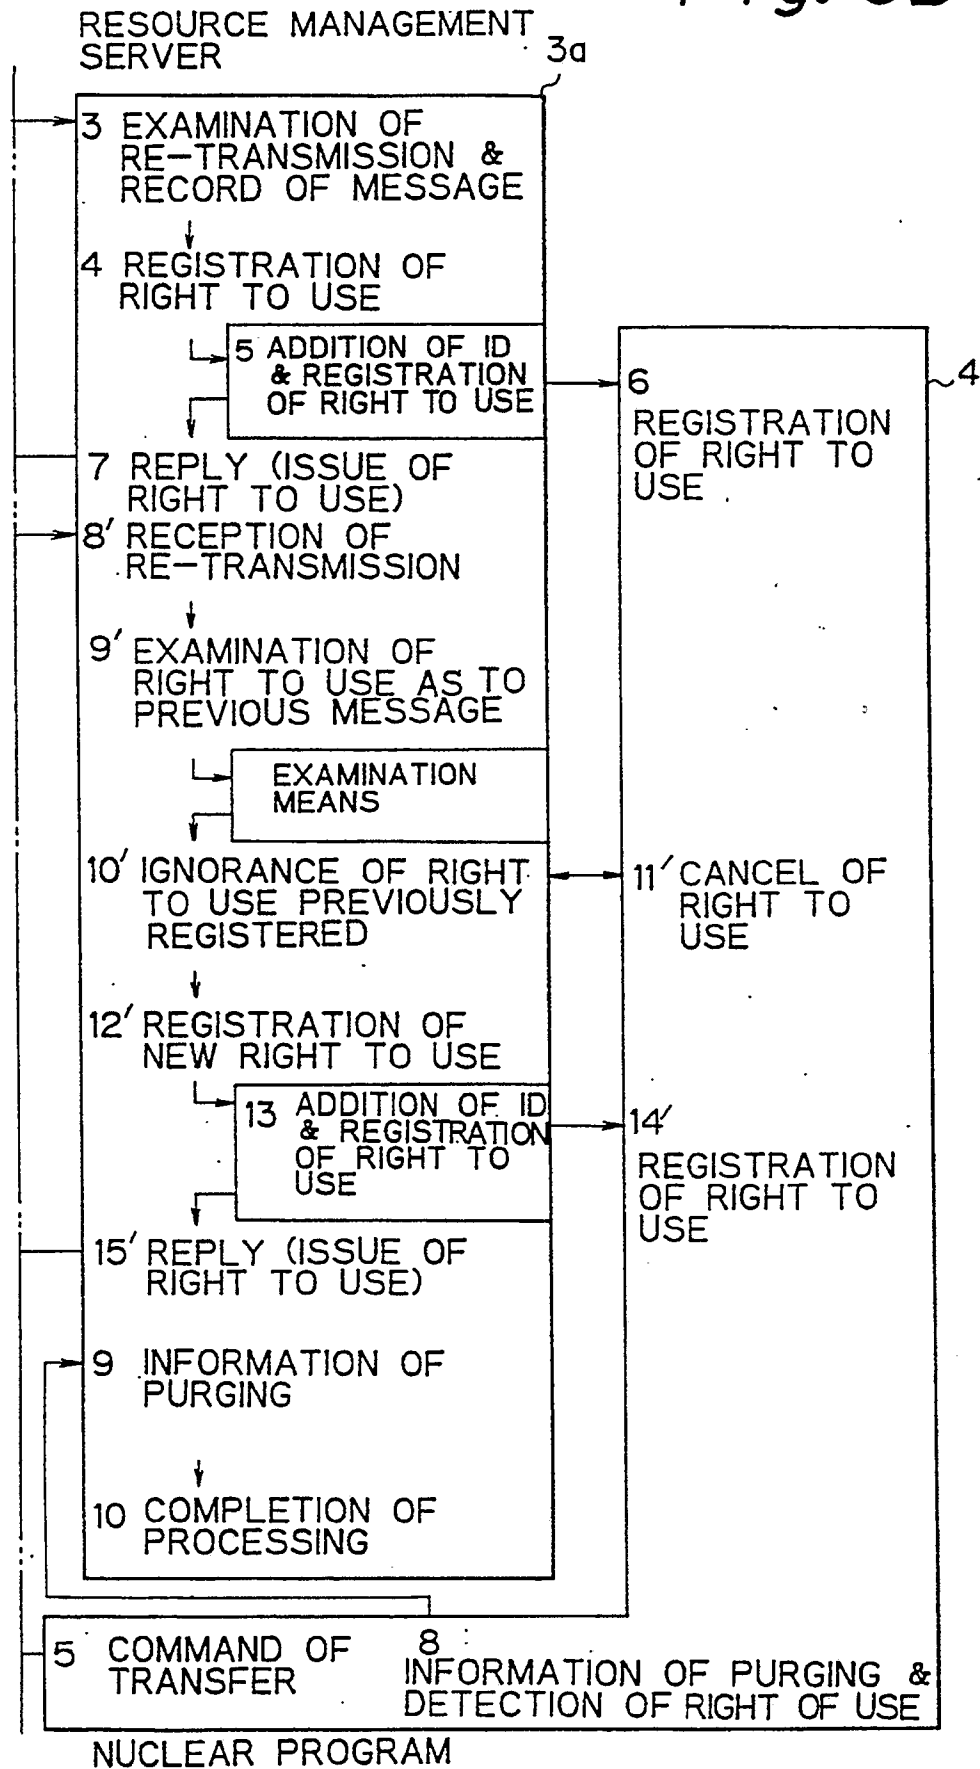 RESOURCE MANAGEMENT
SERVER
3a
3 EXAMINATION OF
RE-TRANSMISSION &
RECORD OF MESSAGE
4 REGISTRATION OF
RIGHT TO USE
5 ADDITION OF ID
& REGISTRATION
OF RIGHT TO USE
6
REGISTRATION
OF RIGHT TO
USE
4
7 REPLY (ISSUE OF
RIGHT TO USE)
8' RECEPTION OF
RE-TRANSMISSION
9' EXAMINATION OF
RIGHT TO USE AS TO
PREVIOUS MESSAGE
EXAMINATION
MEANS
10' IGNORANCE OF RIGHT
TO USE PREVIOUSLY
REGISTERED
11' CANCEL OF
RIGHT TO
USE
12' REGISTRATION OF
NEW RIGHT TO USE
13 ADDITION OF ID
& REGISTRATION
OF RIGHT TO
USE
14'
REGISTRATION
OF RIGHT TO
USE
15' REPLY (ISSUE OF
RIGHT TO USE)
9 INFORMATION OF
PURGING
10 COMPLETION OF
PROCESSING
5 COMMAND OF
TRANSFER
8
INFORMATION OF PURGING &
DETECTION OF RIGHT OF USE
NUCLEAR PROGRAM